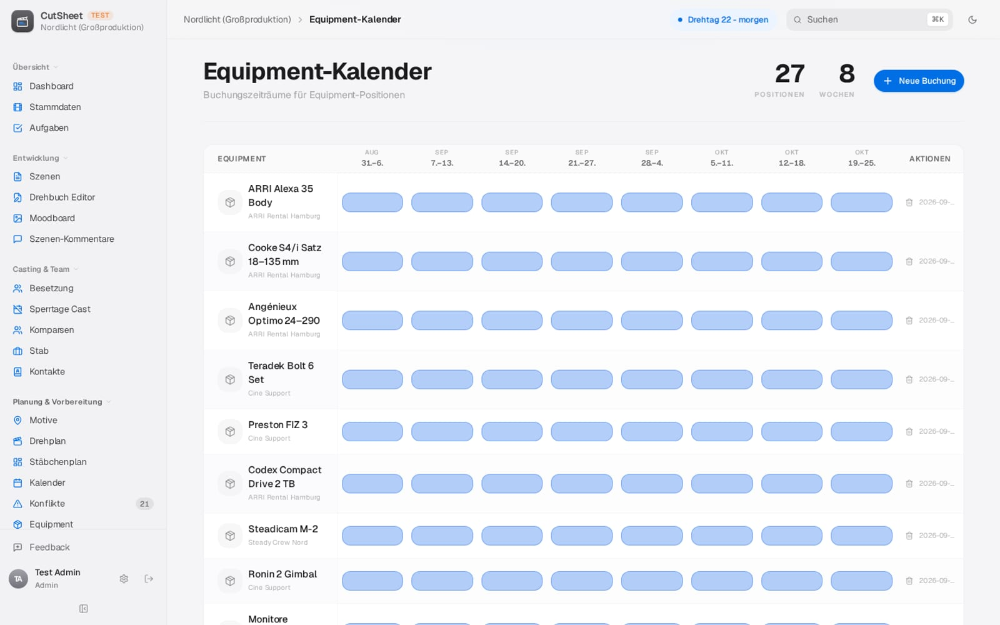 CutSheet TEST
Nordlicht (Großproduktion)
Übersicht
Dashboard
Stammdaten
Aufgaben
Entwicklung
Szenen
Drehbuch Editor
Moodboard
Szenen-Kommentare
Casting & Team
Besetzung
Sperrtage Cast
Komparsen
Stab
Kontakte
Planung & Vorbereitung
Motive
Drehplan
Stäbchenplan
Kalender
Konflikte 21
Equipment
Feedback
TA Test Admin
Admin
Nordlicht (Großproduktion) > Equipment-Kalender
Drehtag 22 - morgen
Suchen ⌘K
Equipment-Kalender
Buchungszeiträume für Equipment-Positionen
27 POSITIONEN
8 WOCHEN
+ Neue Buchung
EQUIPMENT
AUG 31.–6.
SEP 7.–13.
SEP 14.–20.
SEP 21.–27.
SEP 28.–4.
OKT 5.–11.
OKT 12.–18.
OKT 19.–25.
AKTIONEN
ARRI Alexa 35
Body
ARRI Rental Hamburg
2026-09-...
Cooke S4/i Satz
18–135 mm
ARRI Rental Hamburg
2026-09-...
Angénieux
Optimo 24–290
ARRI Rental Hamburg
2026-09-...
Teradek Bolt 6
Set
Cine Support
2026-09-...
Preston FIZ 3
Cine Support
2026-09-...
Codex Compact
Drive 2 TB
ARRI Rental Hamburg
2026-09-...
Steadicam M-2
Steady Crew Nord
2026-09-...
Ronin 2 Gimbal
Cine Support
2026-09-...
Monitore